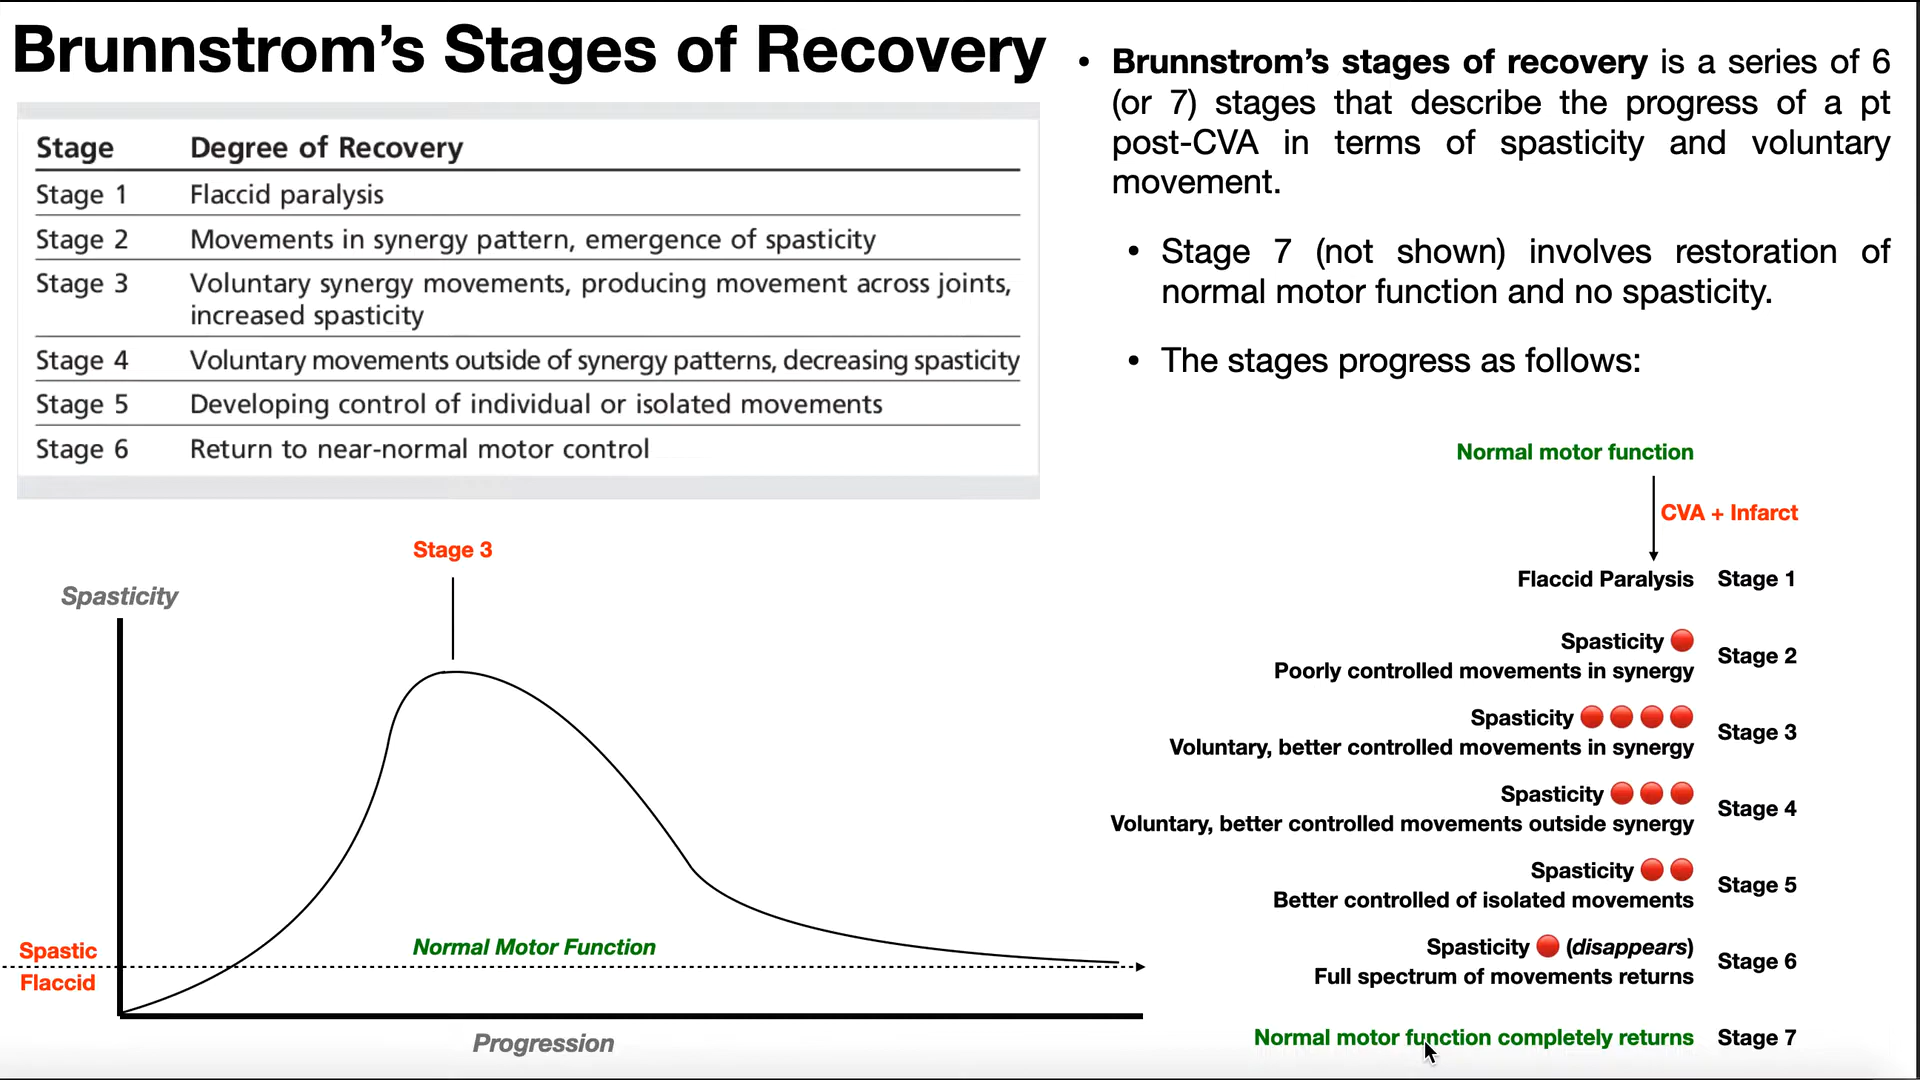 Brunnstrom’s Stages of Recovery
Stage Degree of Recovery
Stage 1 Flaccid paralysis
Stage 2 Movements in synergy pattern, emergence of spasticity
Stage 3 Voluntary synergy movements, producing movement across joints,
increased spasticity
Stage 4 Voluntary movements outside of synergy patterns, decreasing spasticity
Stage 5 Developing control of individual or isolated movements
Stage 6 Return to near-normal motor control
Stage 3
Spasticity
Spastic
Flaccid
Normal Motor Function
Progression
• Brunnstrom’s stages of recovery is a series of 6
(or 7) stages that describe the progress of a pt
post-CVA in terms of spasticity and voluntary
movement.
• Stage 7 (not shown) involves restoration of
normal motor function and no spasticity.
• The stages progress as follows:
Normal motor function
CVA + Infarct
Flaccid Paralysis Stage 1
Spasticity 🔴
Poorly controlled movements in synergy
Stage 2
Spasticity 🔴🔴🔴🔴
Voluntary, better controlled movements in synergy
Stage 3
Spasticity 🔴🔴🔴
Voluntary, better controlled movements outside synergy
Stage 4
Spasticity 🔴🔴
Better controlled of isolated movements
Stage 5
Spasticity 🔴 (disappears)
Full spectrum of movements returns
Stage 6
Normal motor function completely returns Stage 7